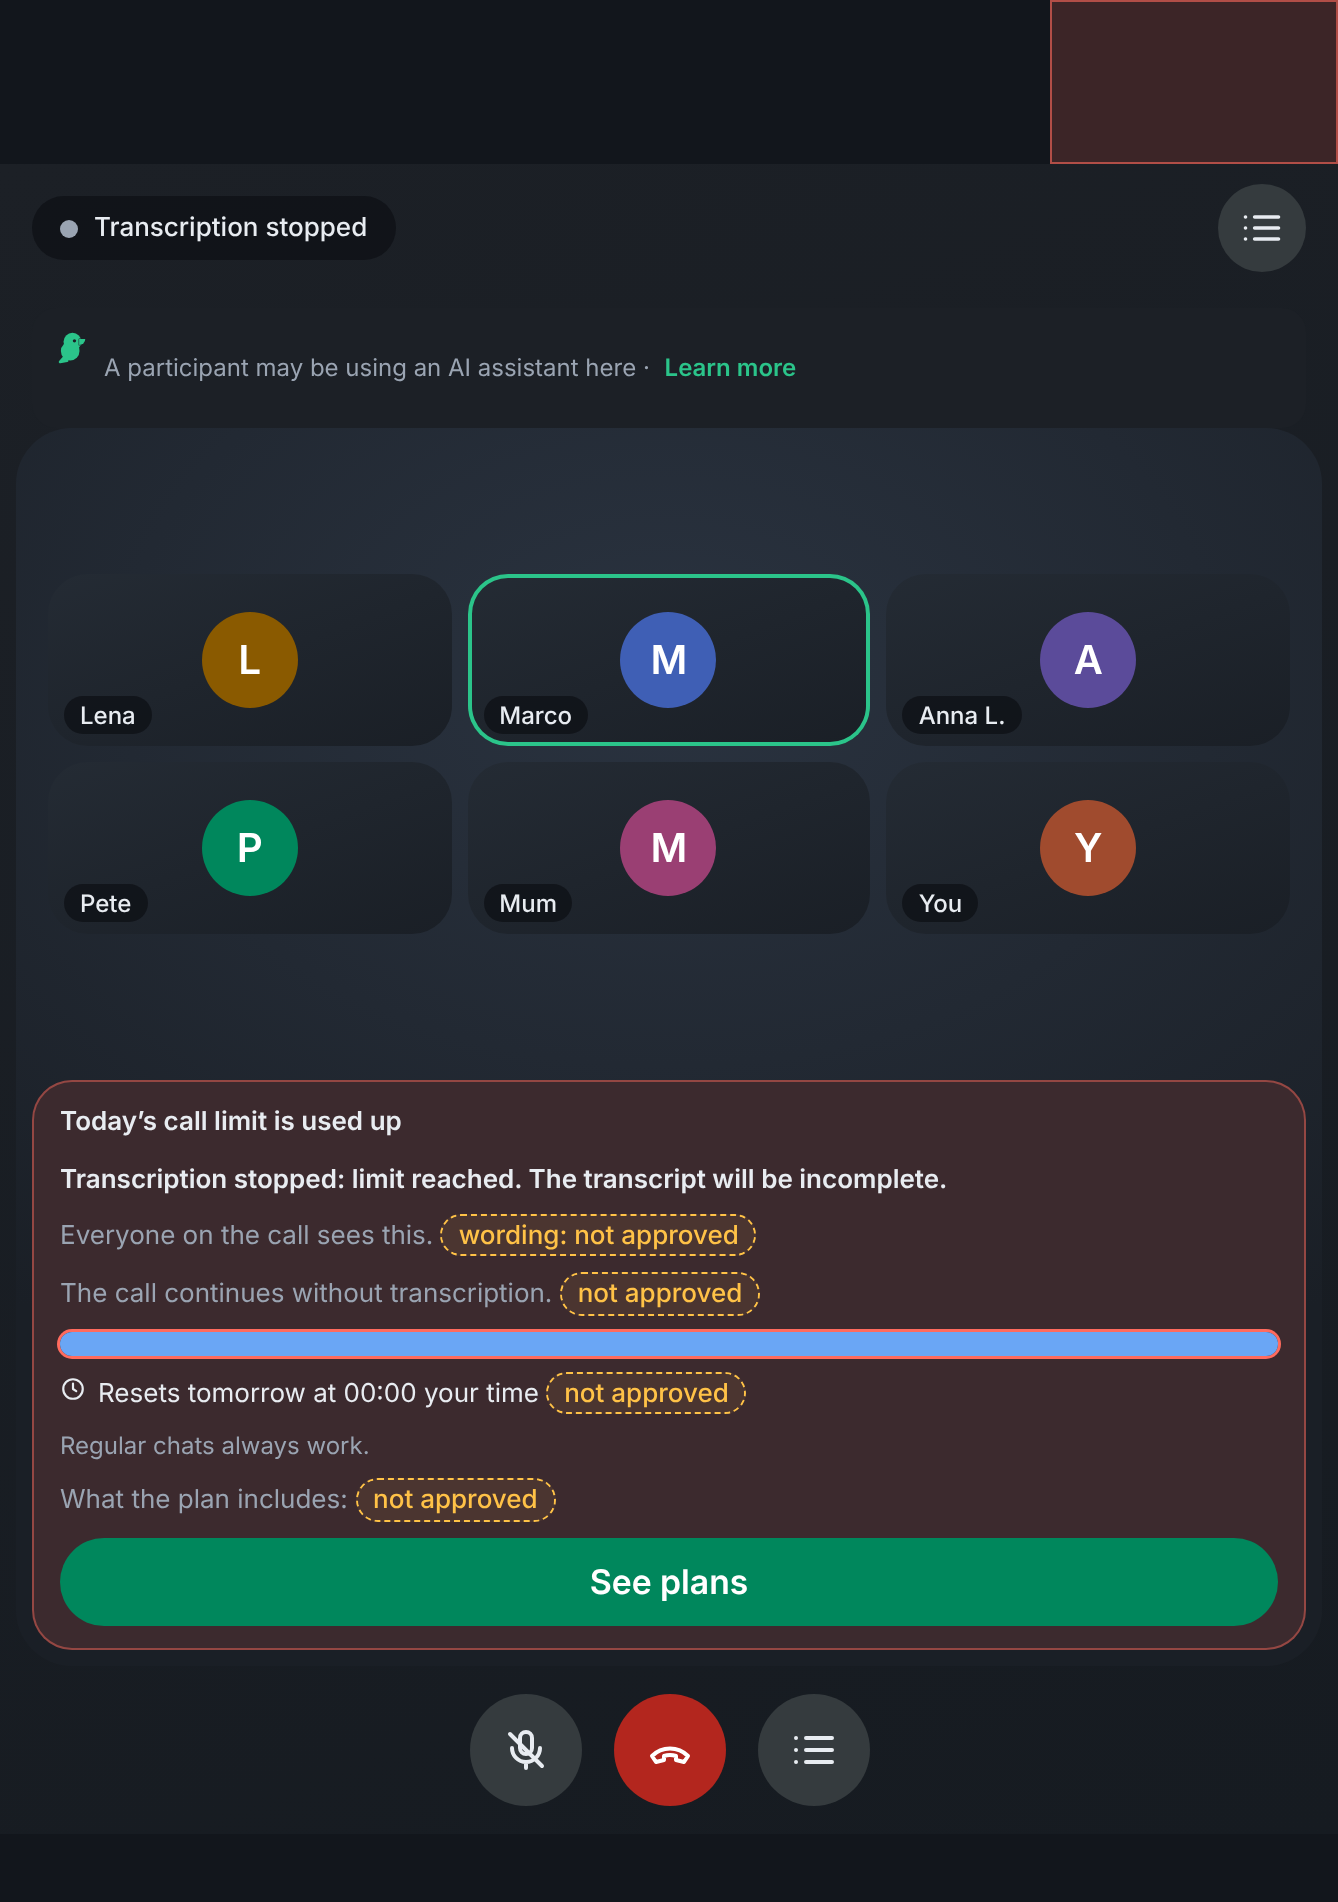 Transcription stopped
A participant may be using an AI assistant here · Learn more
L
Lena
M
Marco
A
Anna L.
P
Pete
M
Mum
Y
You
Today’s call limit is used up
Transcription stopped: limit reached. The transcript will be incomplete.
Everyone on the call sees this. wording: not approved
The call continues without transcription. not approved
Resets tomorrow at 00:00 your time not approved
Regular chats always work.
What the plan includes: not approved
See plans